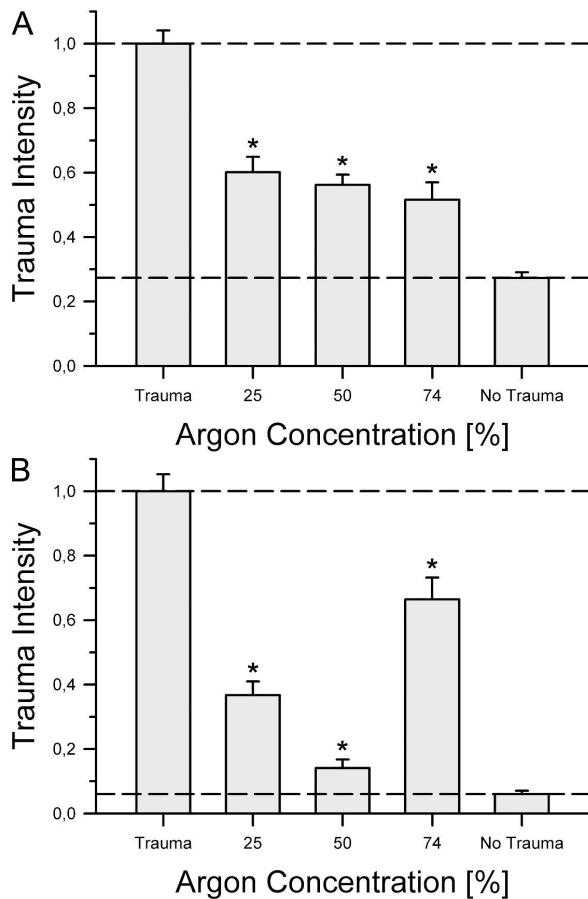 A
Trauma Intensity
1,0
0,8
0,6
0,4
0,2
0,0
* * *
Trauma 25 50 74 No Trauma
Argon Concentration [%]
B
Trauma Intensity
1,0
0,8
0,6
0,4
0,2
0,0
* * *
Trauma 25 50 74 No Trauma
Argon Concentration [%]